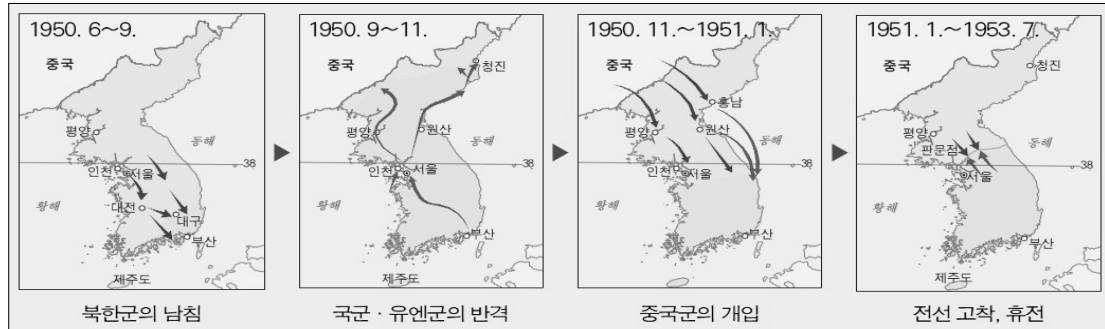 1950. 6~9.
중국
평양
동해
38
인천
서울
황해
대전
대구
부산
제주도
북한군의 남침
1950. 9~11.
중국
청진
평양
원산
동해
38
인천
서울
황해
부산
제주도
국군 · 유엔군의 반격
1950. 11.~1951. 1.
중국
흥남
평양
원산
동해
38
인천
서울
황해
부산
제주도
중국군의 개입
1951. 1.~1953. 7.
중국
청진
평양
동해
판문점
38
서울
황해
부산
제주도
전선 고착, 휴전